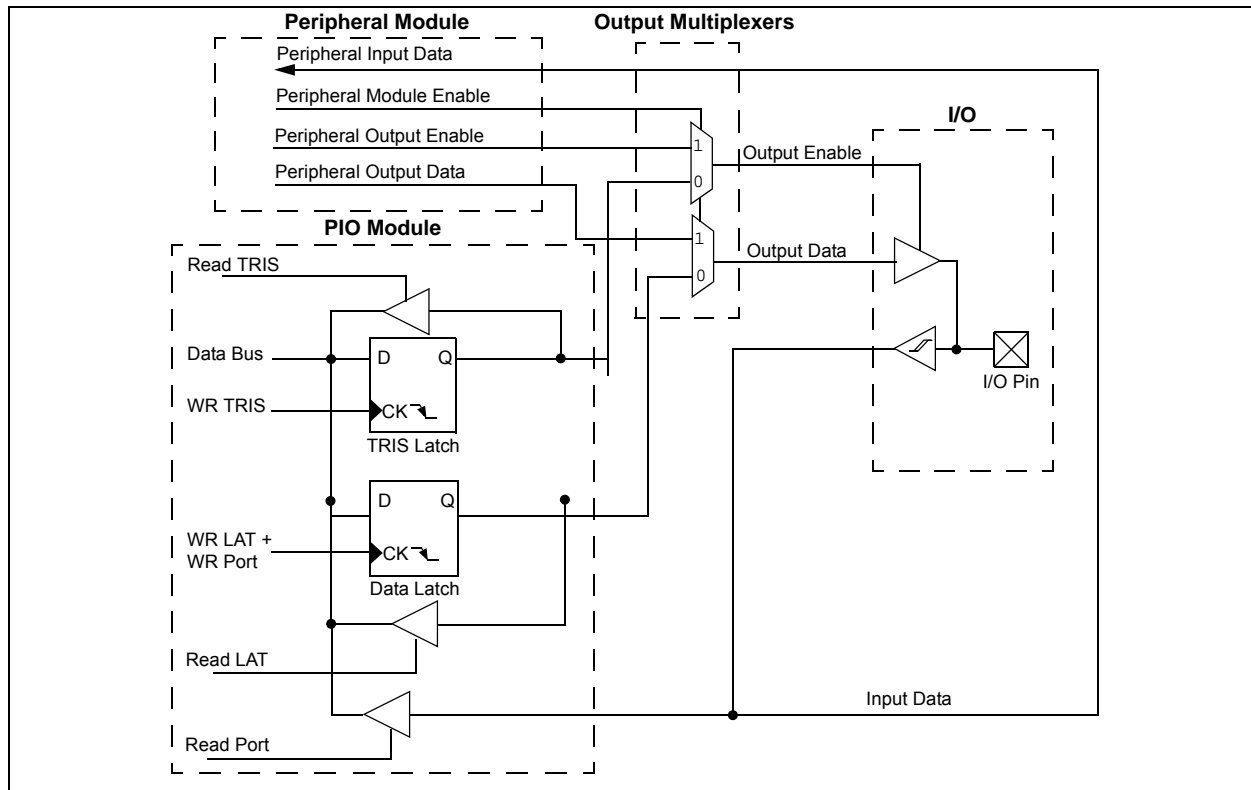 Peripheral Module
Output Multiplexers
Peripheral Input Data
Peripheral Module Enable
Peripheral Output Enable
Peripheral Output Data
1
0
1
0
Output Enable
Output Data
I/O
I/O Pin
PIO Module
Read TRIS
Data Bus
D
Q
WR TRIS
CK
TRIS Latch
D
Q
WR LAT +
WR Port
CK
Data Latch
Read LAT
Input Data
Read Port